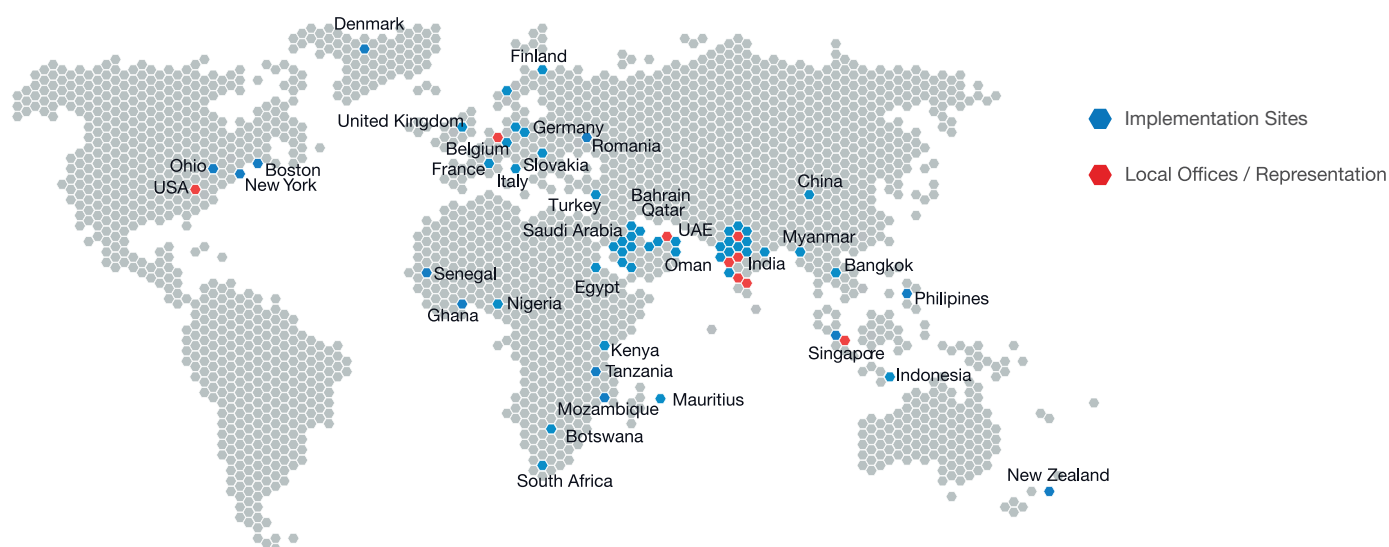 Denmark
Finland
United Kingdom
Germany
Belgium
Romania
France
Slovakia
Italy
Ohio
Boston
New York
USA
Turkey
Bahrain
Qatar
China
Saudi Arabia
UAE
Myanmar
Oman
India
Bangkok
Senegal
Egypt
Ghana
Nigeria
Philipines
Kenya
Singapore
Tanzania
Indonesia
Mozambique
Mauritius
Botswana
South Africa
New Zealand
Implementation Sites
Local Offices / Representation